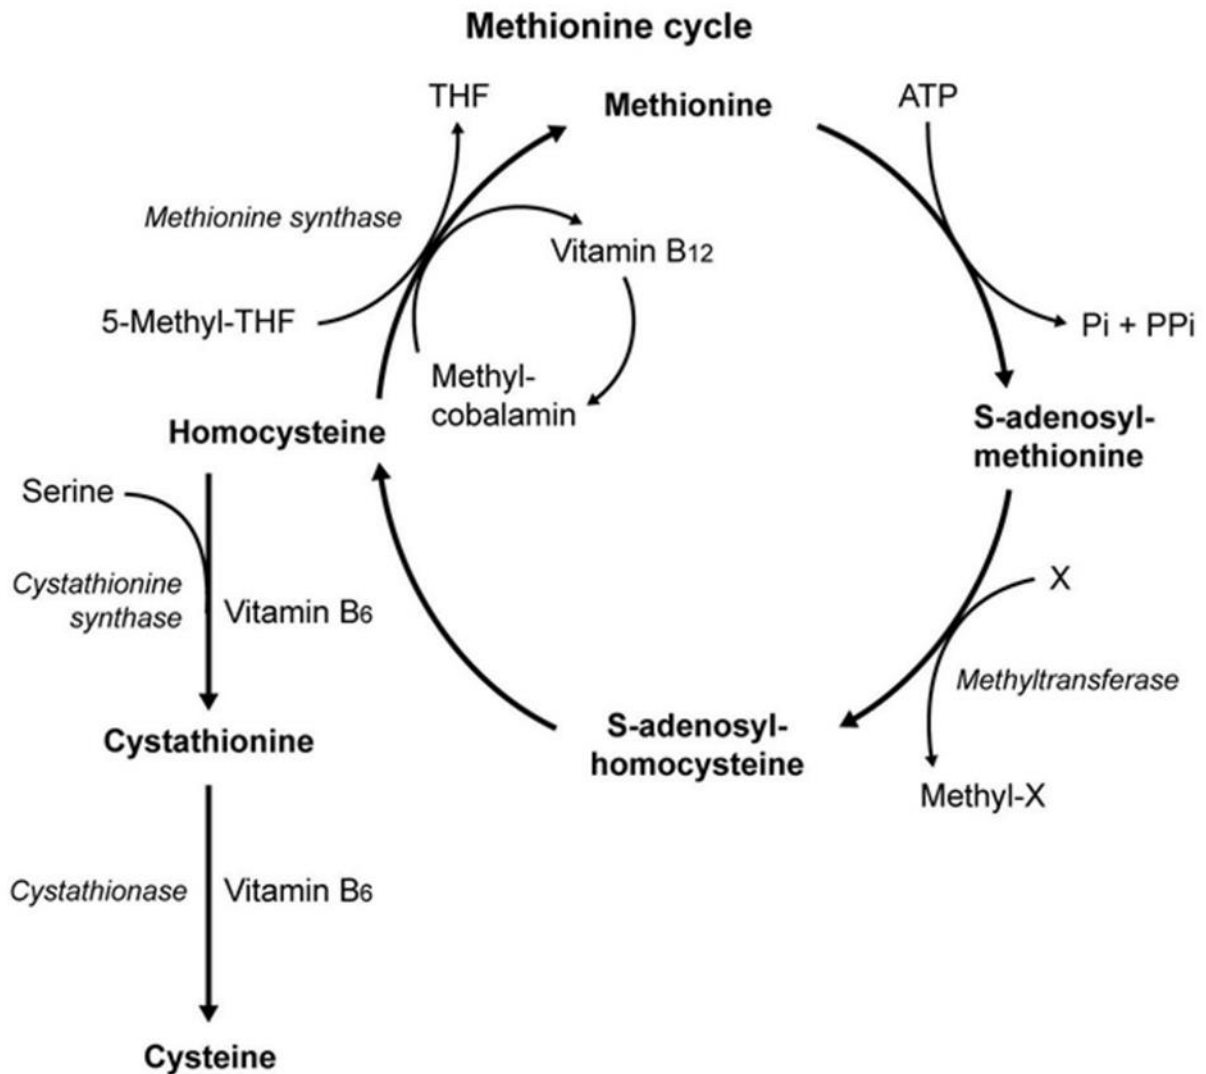 Methionine cycle
THF
Methionine
ATP
Methionine synthase
Vitamin B12
5-Methyl-THF
Pi + PPi
Methyl-
cobalamin
Homocysteine
S-adenosyl-
methionine
Serine
Cystathionine
synthase
Vitamin B6
X
Methyltransferase
S-adenosyl-
homocysteine
Cystathionine
Methyl-X
Cystathionase
Vitamin B6
Cysteine